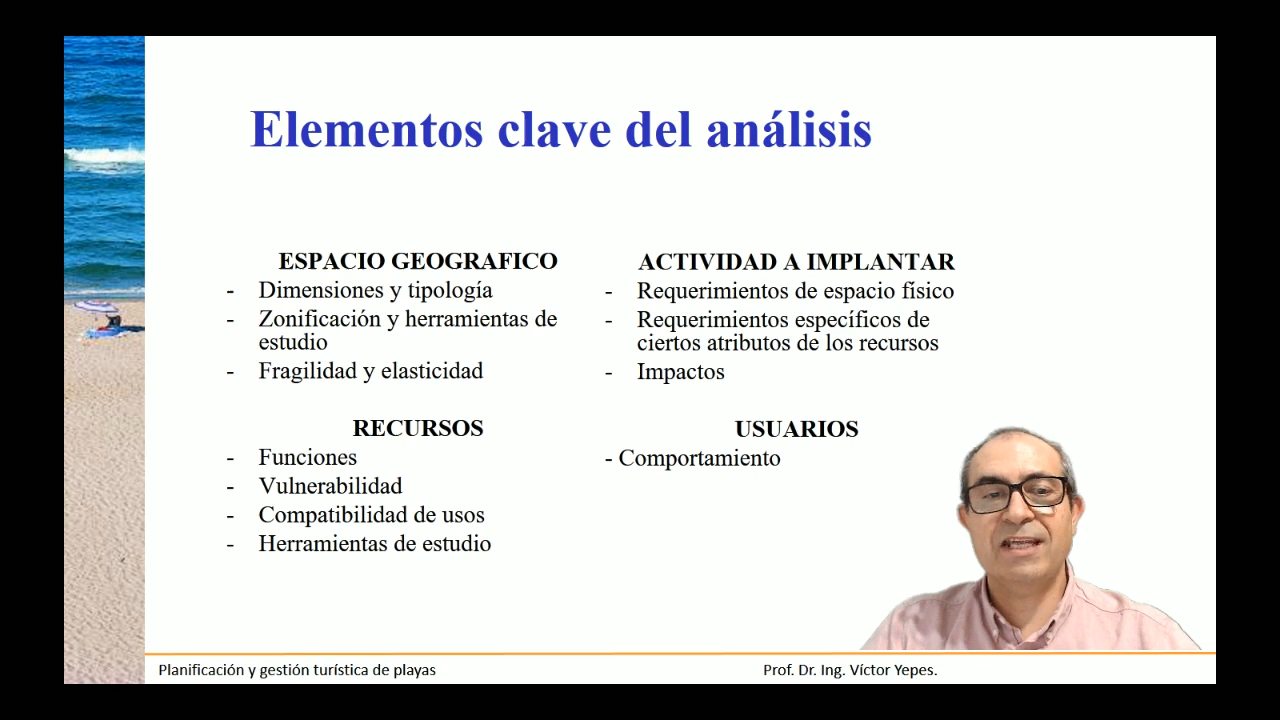 Elementos clave del análisis
ESPACIO GEOGRAFICO
- Dimensiones y tipología
- Zonificación y herramientas de
estudio
- Fragilidad y elasticidad
ACTIVIDAD A IMPLANTAR
- Requerimientos de espacio físico
- Requerimientos específicos de
ciertos atributos de los recursos
- Impactos
RECURSOS
- Funciones
- Vulnerabilidad
- Compatibilidad de usos
- Herramientas de estudio
USUARIOS
- Comportamiento
Planificación y gestión turística de playas
Prof. Dr. Ing. Víctor Yepes.